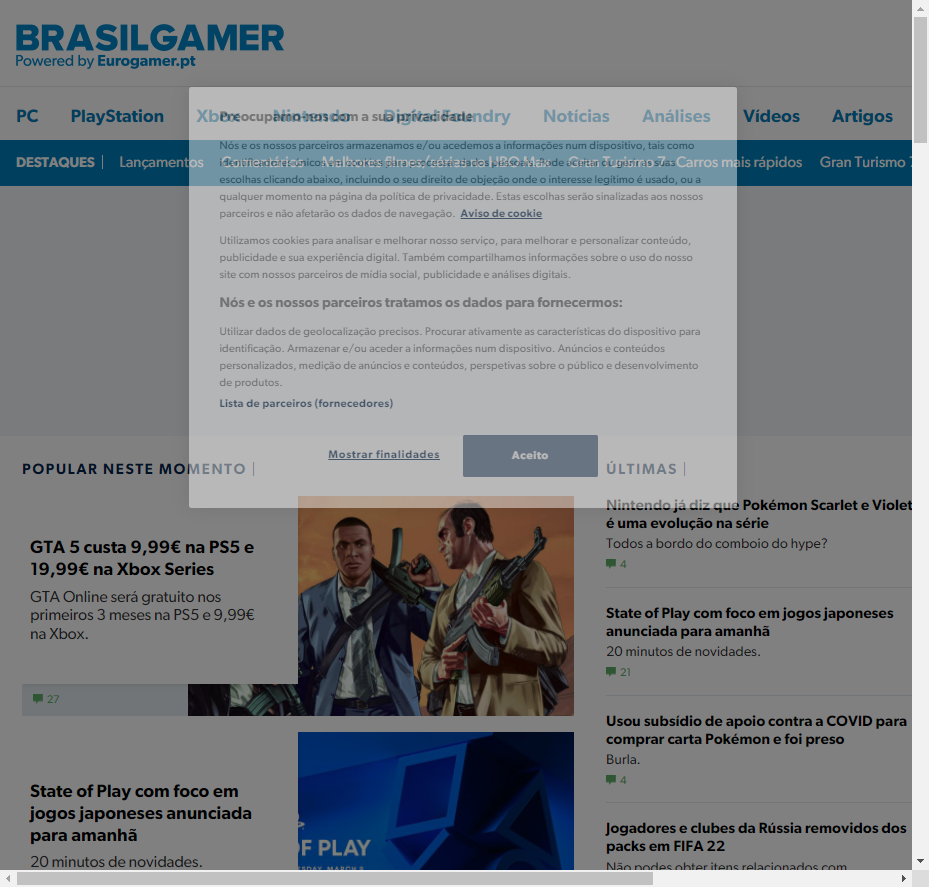 BRASILGAMER
Powered by Eurogamer.pt
PC PlayStation Xbox Nintendo Digital Foundry Notícias Análises Vídeos Artigos
DESTAQUES Lançamentos Comentários Melhores filmes/séries do HBO Max Gran Turismo 7 - Carros mais rápidos Gran Turismo 7
Preocupamo-nos com a sua privacidade
Nós e os nossos parceiros armazenamos e/ou acedemos a informações num dispositivo, tais como
escolhas clicando abaixo, incluindo o seu direito de objeção onde o interesse legítimo é usado, ou a
qualquer momento na página da política de privacidade. Estas escolhas serão sinalizadas aos nossos
parceiros e não afetarão os dados de navegação. Aviso de cookie
Utilizamos cookies para analisar e melhorar nosso serviço, para melhorar e personalizar conteúdo,
publicidade e sua experiência digital. Também compartilhamos informações sobre o uso do nosso
site com nossos parceiros de mídia social, publicidade e análises digitais.
Nós e os nossos parceiros tratamos os dados para fornecermos:
Utilizar dados de geolocalização precisos. Procurar ativamente as características do dispositivo para
identificação. Armazenar e/ou aceder a informações num dispositivo. Anúncios e conteúdos
personalizados, medição de anúncios e conteúdos, perspetivas sobre o público e desenvolvimento
de produtos.
Lista de parceiros (fornecedores)
Mostrar finalidades
Aceito
POPULAR NESTE MOMENTO
GTA 5 custa 9,99€ na PS5 e
19,99€ na Xbox Series
GTA Online será gratuito nos
primeiros 3 meses na PS5 e 9,99€
na Xbox.
27
State of Play com foco em
jogos japoneses anunciada
para amanhã
20 minutos de novidades.
OF PLAY
ÚLTIMAS
Nintendo já diz que Pokémon Scarlet e Violet
é uma evolução na série
Todos a bordo do comboio do hype?
4
State of Play com foco em jogos japoneses
anunciada para amanhã
20 minutos de novidades.
21
Usou subsídio de apoio contra a COVID para
comprar carta Pokémon e foi preso
Burla.
4
Jogadores e clubes da Rússia removidos dos
packs em FIFA 22
Não podes obter itens relacionados com